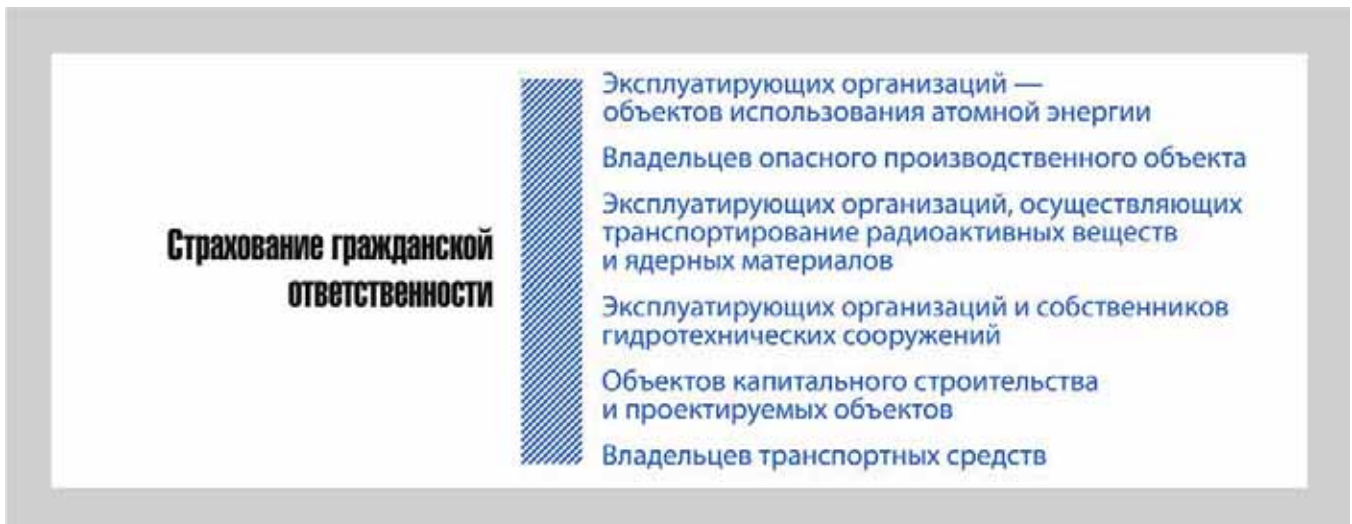 Страхование гражданской
ответственности
Эксплуатирующих организаций —
объектов использования атомной энергии
Владельцев опасного производственного объекта
Эксплуатирующих организаций, осуществляющих
транспортирование радиоактивных веществ
и ядерных материалов
Эксплуатирующих организаций и собственников
гидротехнических сооружений
Объектов капитального строительства
и проектируемых объектов
Владельцев транспортных средств